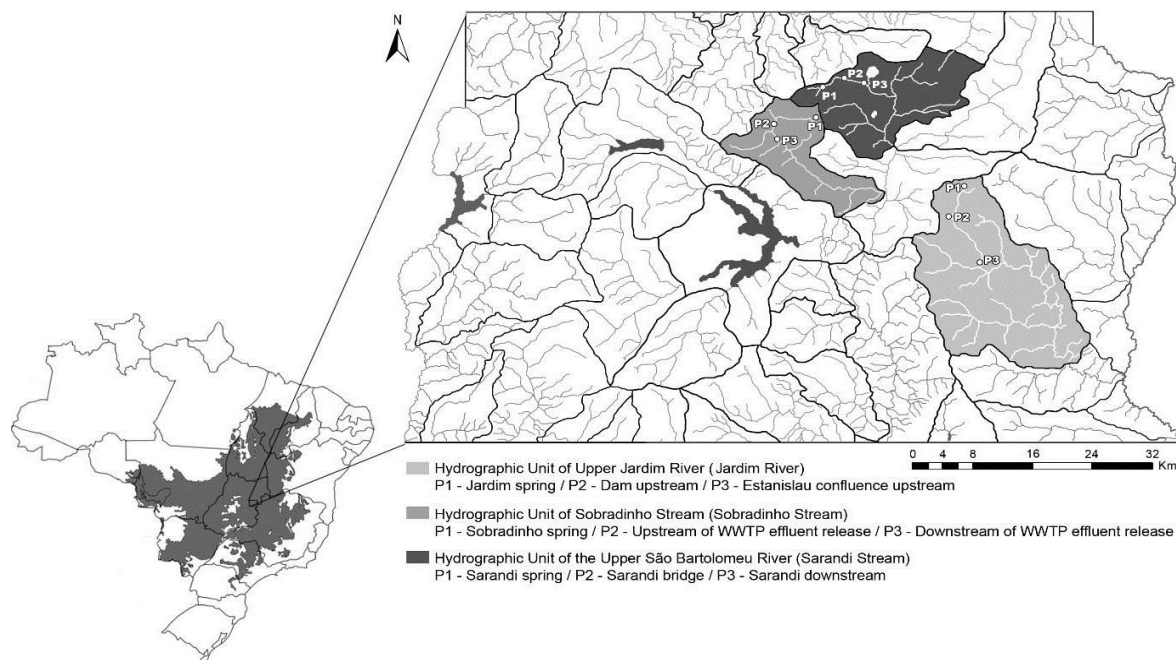 N
P2
P1
P3
P2
P1
P3
P1
P2
P3
0 4 8 12 16 24 32
Km
Hydrographic Unit of Upper Jardim River (Jardim River)
P1 - Jardim spring / P2 - Dam upstream / P3 - Estanislau confluence upstream
Hydrographic Unit of Sobradinho Stream (Sobradinho Stream)
P1 - Sobradinho spring / P2 - Upstream of WWTP effluent release / P3 - Downstream of WWTP effluent release
Hydrographic Unit of the Upper São Bartolomeu River (Sarandi Stream)
P1 - Sarandi spring / P2 - Sarandi bridge / P3 - Sarandi downstream